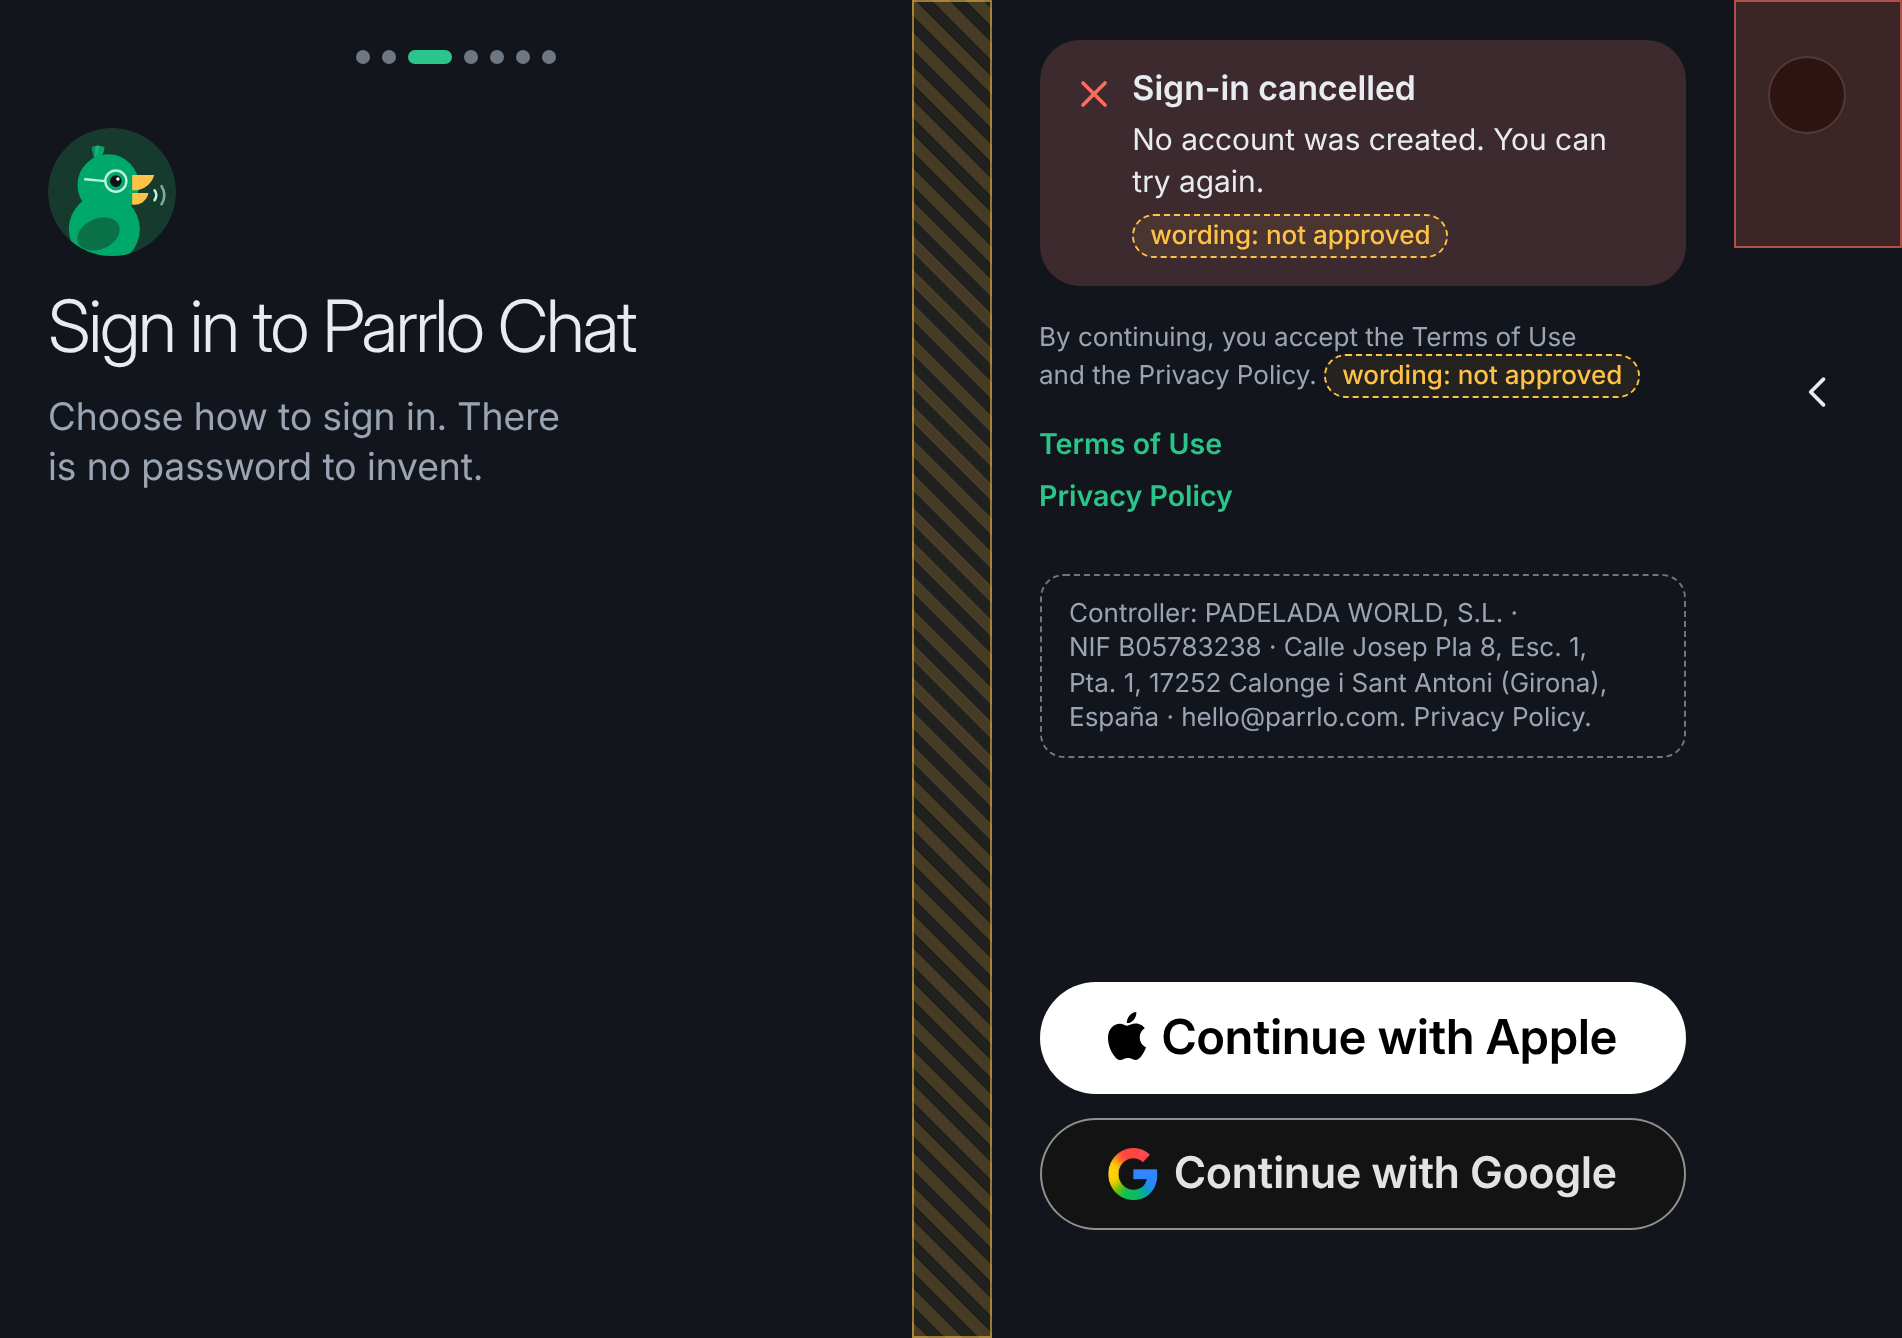 Sign in to Parrlo Chat
Choose how to sign in. There
is no password to invent.
Sign-in cancelled
No account was created. You can
try again.
wording: not approved
By continuing, you accept the Terms of Use
and the Privacy Policy. wording: not approved
Terms of Use
Privacy Policy
Controller: PADELADA WORLD, S.L. ·
NIF B05783238 · Calle Josep Pla 8, Esc. 1,
Pta. 1, 17252 Calonge i Sant Antoni (Girona),
España · hello@parrlo.com. Privacy Policy.
Continue with Apple
Continue with Google